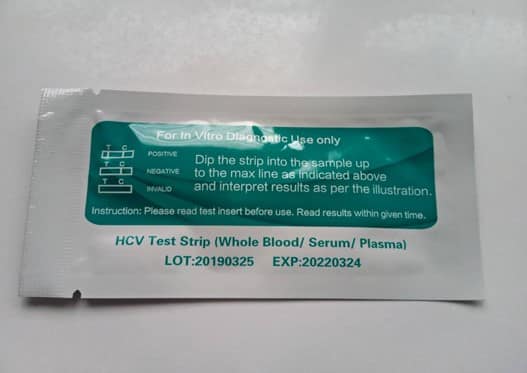 For In Vitro Diagnostic Use only
T C POSITIVE
T C NEGATIVE
T C INVALID
Dip the strip into the sample up
to the max line as indicated above
and interpret results as per the illustration.
Instruction: Please read test insert before use. Read results within given time.
HCV Test Strip (Whole Blood/ Serum/ Plasma)
LOT:20190325 EXP:20220324